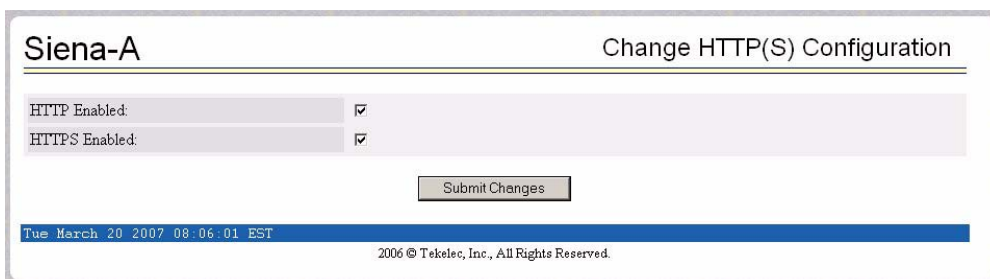 Siena-A
Change HTTP(S) Configuration
HTTP Enabled:
HTTPS Enabled:
Submit Changes
Tue March 20 2007 08:06:01 EST
2006 © Tekelec, Inc., All Rights Reserved.